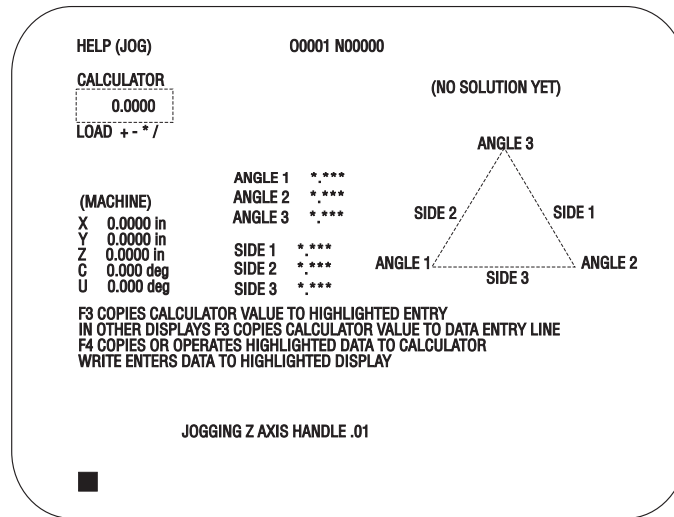 HELP (JOG) O0001 N00000
CALCULATOR
0.0000
LOAD + - * /
(NO SOLUTION YET)
ANGLE 3
SIDE 2
SIDE 1
ANGLE 1
ANGLE 2
SIDE 3
ANGLE 1 *.***
ANGLE 2 *.***
ANGLE 3 *.***
SIDE 1 *.***
SIDE 2 *.***
SIDE 3 *.***
(MACHINE)
X 0.0000 in
Y 0.0000 in
Z 0.0000 in
C 0.000 deg
U 0.000 deg
F3 COPIES CALCULATOR VALUE TO HIGHLIGHTED ENTRY
IN OTHER DISPLAYS F3 COPIES CALCULATOR VALUE TO DATA ENTRY LINE
F4 COPIES OR OPERATES HIGHLIGHTED DATA TO CALCULATOR
WRITE ENTERS DATA TO HIGHLIGHTED DISPLAY
JOGGING Z AXIS HANDLE .01